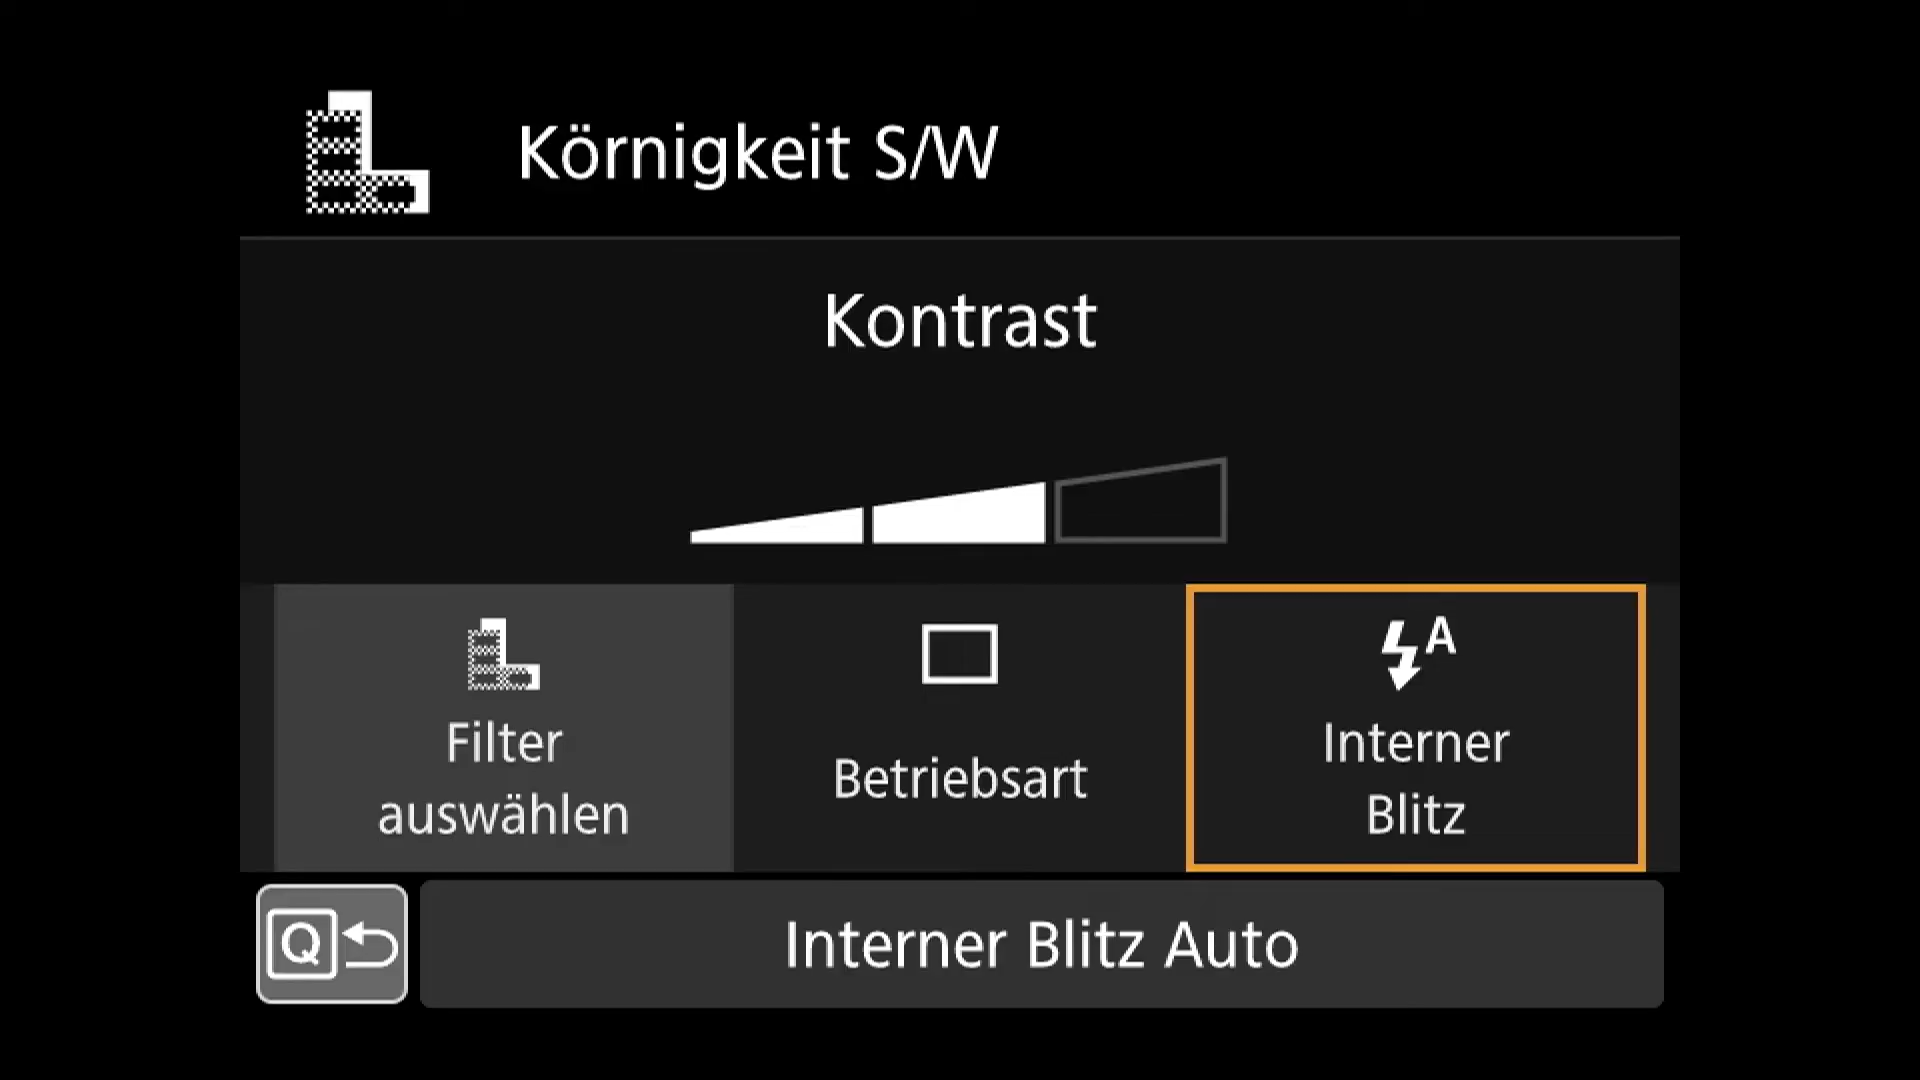 Körnigkeit S/W
Kontrast
A
Filter
auswählen
Betriebsart
Interner
Blitz
Q
Interner Blitz Auto